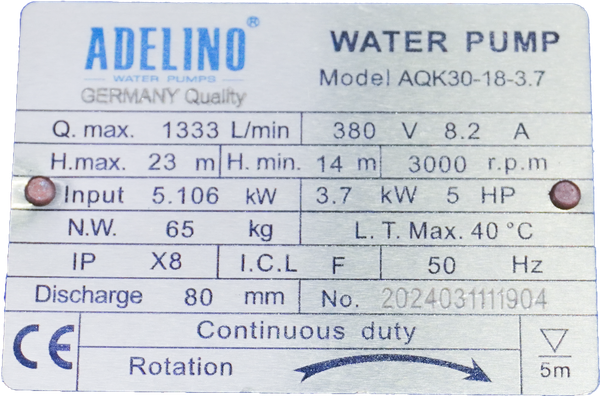 ADELINO®
WATER PUMPS
GERMANY Quality
WATER PUMP
Model AQK30-18-3.7
Q. max. 1333 L/min 380 V 8.2 A
H.max. 23 m H. min. 14 m 3000 r.p.m
Input 5.106 kW 3.7 kW 5 HP
N.W. 65 kg L. T. Max. 40 °C
IP X8 I.C.L F 50 Hz
Discharge 80 mm No. 2024031111904
CE Continuous duty
Rotation 5m